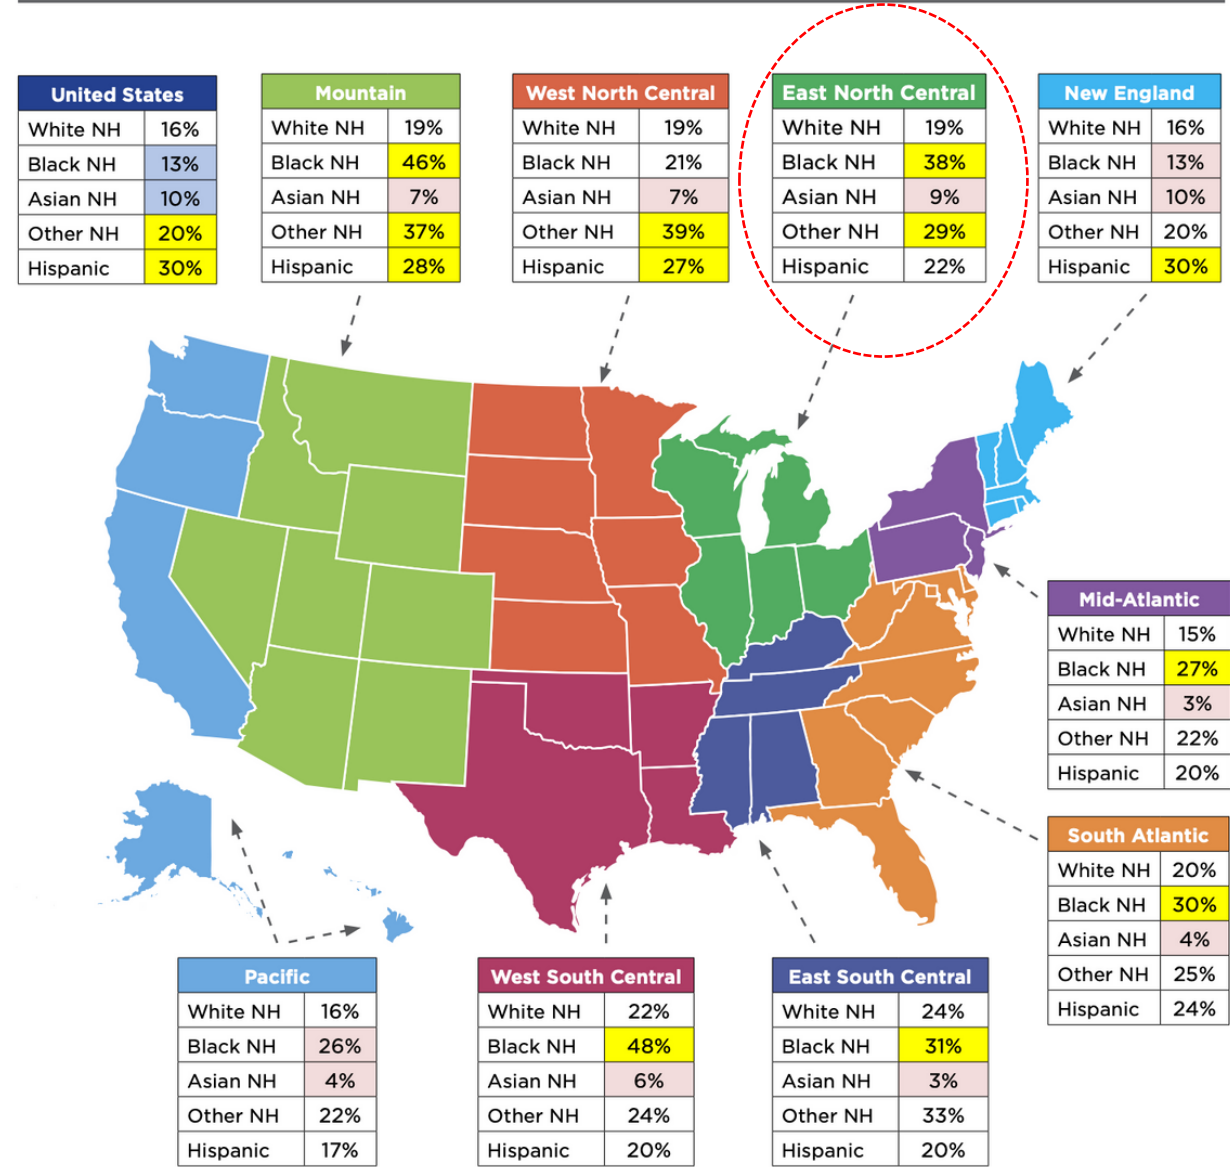 United States
White NH 16%
Black NH 13%
Asian NH 10%
Other NH 20%
Hispanic 30%
Mountain
White NH 19%
Black NH 46%
Asian NH 7%
Other NH 37%
Hispanic 28%
West North Central
White NH 19%
Black NH 21%
Asian NH 7%
Other NH 39%
Hispanic 27%
East North Central
White NH 19%
Black NH 38%
Asian NH 9%
Other NH 29%
Hispanic 22%
New England
White NH 16%
Black NH 13%
Asian NH 10%
Other NH 20%
Hispanic 30%
Mid-Atlantic
White NH 15%
Black NH 27%
Asian NH 3%
Other NH 22%
Hispanic 20%
South Atlantic
White NH 20%
Black NH 30%
Asian NH 4%
Other NH 25%
Hispanic 24%
Pacific
White NH 16%
Black NH 26%
Asian NH 4%
Other NH 22%
Hispanic 17%
West South Central
White NH 22%
Black NH 48%
Asian NH 6%
Other NH 24%
Hispanic 20%
East South Central
White NH 24%
Black NH 31%
Asian NH 3%
Other NH 33%
Hispanic 20%